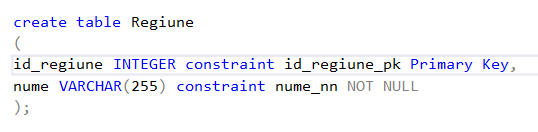 create table Regiune
(
id_regiune INTEGER constraint id_regiune_pk Primary Key,
nume VARCHAR(255) constraint nume_nn NOT NULL
);